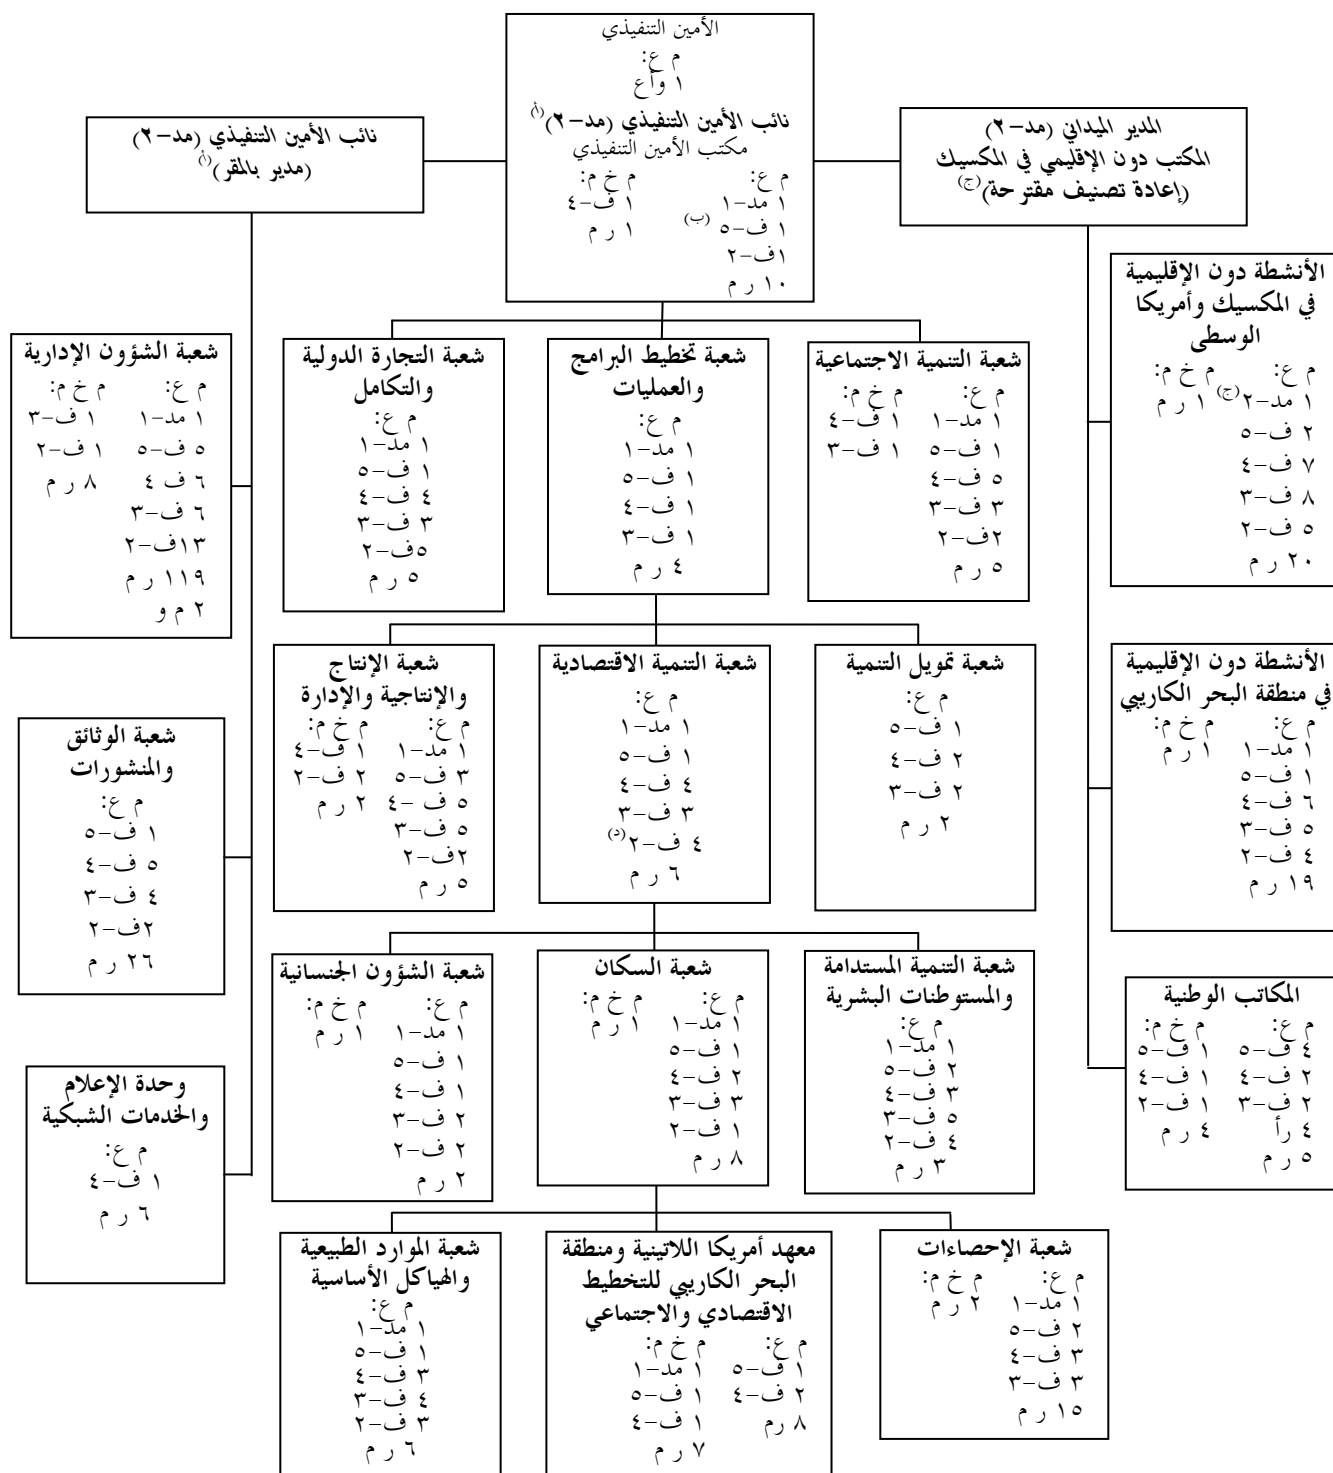 الأمين التنفيذي
م ع:
١ وأع
نائب الأمين التنفيذي (مد-٢)(أ)
مكتب الأمين التنفيذي
م ع: م خ م:
١ مد-١ ١ ف-٤
١ ف-٥ (ب) ١ ر م
١ف-٢
١٠ ر م
المدير الميداني (مد-٢)
المكتب دون الإقليمي في المكسيك
(إعادة تصنيف مقترحة)(ج)
نائب الأمين التنفيذي (مد-٢)
(مدير بالمقر)(أ)
الأنشطة دون الإقليمية
في المكسيك وأمريكا
الوسطى
م ع: م خ م:
١ مد-٢(ج) ١ ر م
٢ ف-٥
٧ ف-٤
٨ ف-٣
٥ ف-٢
٢٠ ر م
شعبة التنمية الاجتماعية
م ع: م خ م:
١ مد-١ ١ ف-٤
١ ف-٥ ١ ف-٣
٥ ف-٤
٣ ف-٣
٢ف-٢
٥ ر م
شعبة تخطيط البرامج
والعمليات
م ع:
١ مد-١
١ ف-٥
١ ف-٤
١ ف-٣
٤ ر م
شعبة التجارة الدولية
والتكامل
م ع:
١ مد-١
١ ف-٥
٤ ف-٤
٣ ف-٣
٥ف-٢
٥ ر م
شعبة الشؤون الإدارية
م ع: م خ م:
١ مد-١ ١ ف-٣
٥ ف-٥ ١ ف-٢
٦ ف ٤ ٨ ر م
٦ ف-٣
١٣ف-٢
١١٩ ر م
٢ م و
الأنشطة دون الإقليمية
في منطقة البحر الكاريبي
م ع: م خ م:
١ مد-١ ١ ر م
١ ف-٥
٦ ف-٤
٥ ف-٣
٤ ف-٢
١٩ ر م
شعبة تمويل التنمية
م ع:
١ ف-٥
٢ ف-٤
٢ ف-٣
٢ ر م
شعبة التنمية الاقتصادية
م ع:
١ مد-١
١ ف-٥
٤ ف-٤
٣ ف-٣
٤ ف-٢(د)
٦ ر م
شعبة الإنتاج
والإنتاجية والإدارة
م ع: م خ م:
١ مد-١ ١ ف-٤
٣ ف-٥ ٢ ف-٢
٥ ف -٤ ٢ ر م
٥ ف-٣
٢ف-٢
٥ ر م
شعبة الوثائق
والمنشورات
م ع:
١ ف-٥
٥ ف-٤
٤ ف-٣
٢ف-٢
٢٦ ر م
المكاتب الوطنية
م ع: م خ م:
٤ ف-٥ ١ ف-٥
٢ ف-٤ ١ ف-٤
٢ ف-٣ ١ ف-٢
٤ رأ ٤ ر م
٥ ر م
شعبة التنمية المستدامة
والمستوطنات البشرية
م ع:
١ مد-١
٢ ف-٥
٣ ف-٤
٥ ف-٣
٤ ف-٢
٣ ر م
شعبة السكان
م ع: م خ م:
١ مد-١ ١ ر م
١ ف-٥
٢ ف-٤
٣ ف-٣
١ ف-٢
٨ ر م
شعبة الشؤون الجنسانية
م ع: م خ م:
١ مد-١ ١ ر م
١ ف-٥
١ ف-٤
٢ ف-٣
٢ ف-٢
٢ ر م
وحدة الإعلام
والخدمات الشبكية
م ع:
١ ف-٤
٦ ر م
شعبة الإحصاءات
م ع: م خ م:
١ مد-١ ٢ ر م
٢ ف-٥
٣ ف-٤
٣ ف-٣
١٥ ر م
معهد أمريكا اللاتينية ومنطقة
البحر الكاريبي للتخطيط
الاقتصادي والاجتماعي
م ع: م خ م:
١ ف-٥ ١ مد-١
٢ ف-٤ ١ ف-٥
٨ رم ١ ف-٤
٧ ر م
شعبة الموارد الطبيعية
والهياكل الأساسية
م ع:
١ مد-١
١ ف-٥
٣ ف-٤
٤ ف-٣
٣ ف-٢
٦ ر م